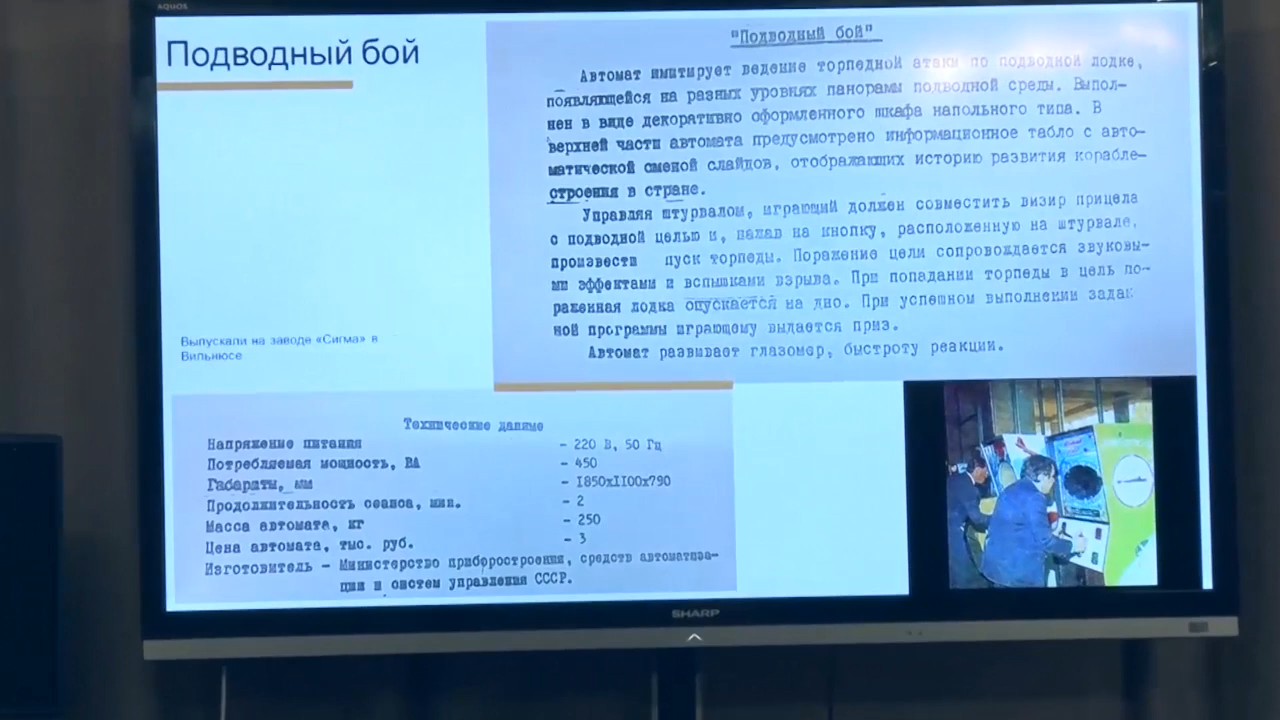 AQUOS
Подводный бой
"Подводный бой"
Автомат имитирует ведение торпедной атаки по подводной лодке,
появляющейся на разных уровнях панорамы подводной среды. Выпол-
нен в виде декоративно оформленного шкафа напольного типа. В
верхней части автомата предусмотрено информационное табло с авто-
матической сменой слайдов, отображающих историю развития корабле-
строения в стране.
Управляя штурвалом, играющий должен совместить визир прицела
с подводной целью и, нажав на кнопку, расположенную на штурвале,
произвести пуск торпеды. Поражение цели сопровождается звуковы-
ми эффектами и вспышками взрыва. При попадании торпеды в цель по-
раженная лодка опускается на дно. При успешном выполнении задан
ной программы играющему выдается приз.
Автомат развивает глазомер, быстроту реакции.
Выпускали на заводе «Сигма» в
Вильнюсе
Технические данные
Напряжение питания - 220 В, 50 Гц
Потребляемая мощность, ВА - 450
Габариты, мм - 1850х1100х790
Продолжительность сеанса, мин. - 2
Масса автомата, кг - 250
Цена автомата, тыс. руб. - 3
Изготовитель - Министерство приборостроения, средств автоматиза-
ции и систем управления СССР.
SHARP